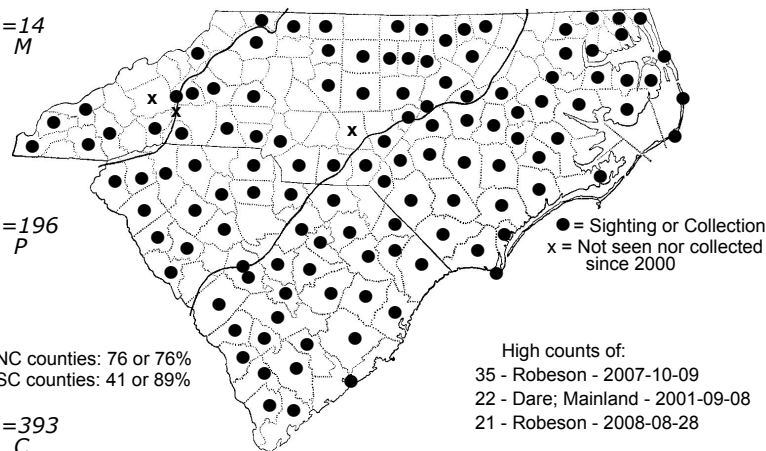 =14
M
=196
P
● = Sighting or Collection
x = Not seen nor collected
since 2000
NC counties: 76 or 76%
SC counties: 41 or 89%
High counts of:
35 - Robeson - 2007-10-09
22 - Dare; Mainland - 2001-09-08
21 - Robeson - 2008-08-28
=393
C
x
x
x